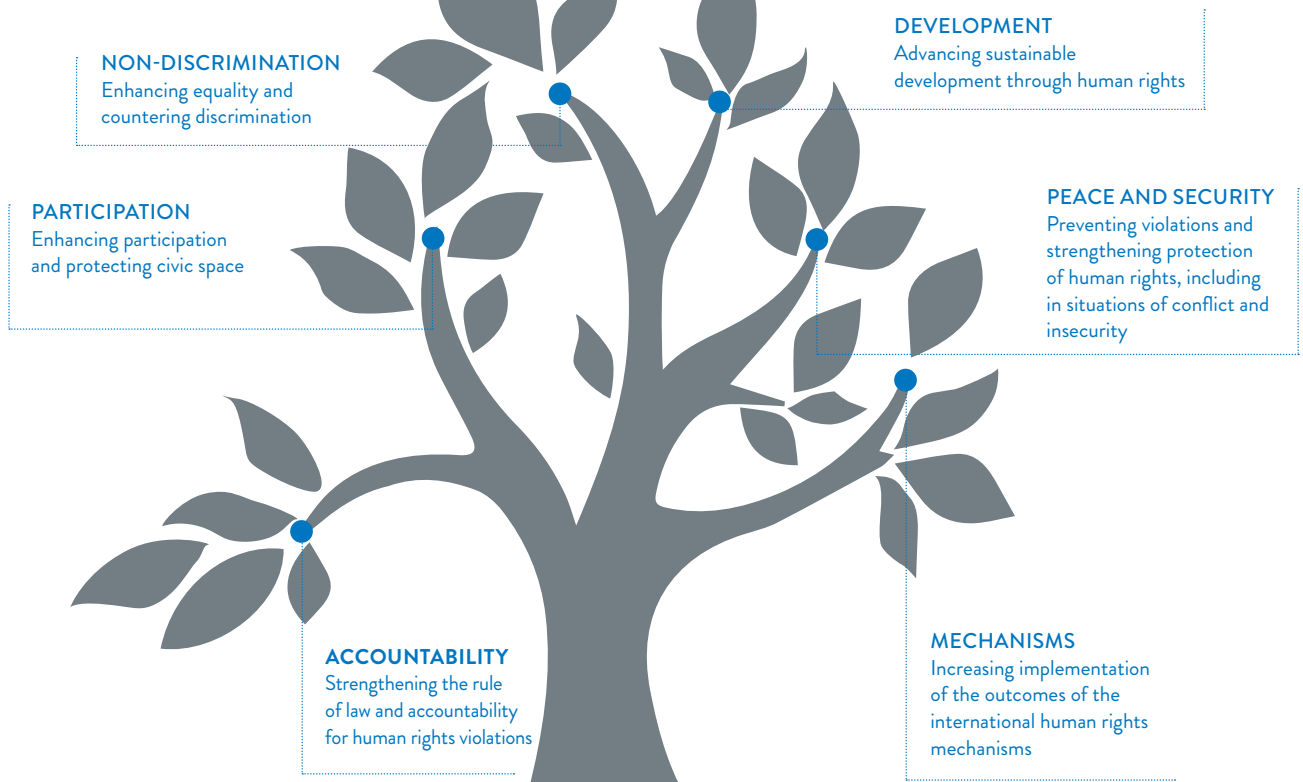 NON-DISCRIMINATION
Enhancing equality and
countering discrimination
DEVELOPMENT
Advancing sustainable
development through human rights
PARTICIPATION
Enhancing participation
and protecting civic space
PEACE AND SECURITY
Preventing violations and
strengthening protection
of human rights, including
in situations of conflict and
insecurity
ACCOUNTABILITY
Strengthening the rule
of law and accountability
for human rights violations
MECHANISMS
Increasing implementation
of the outcomes of the
international human rights
mechanisms